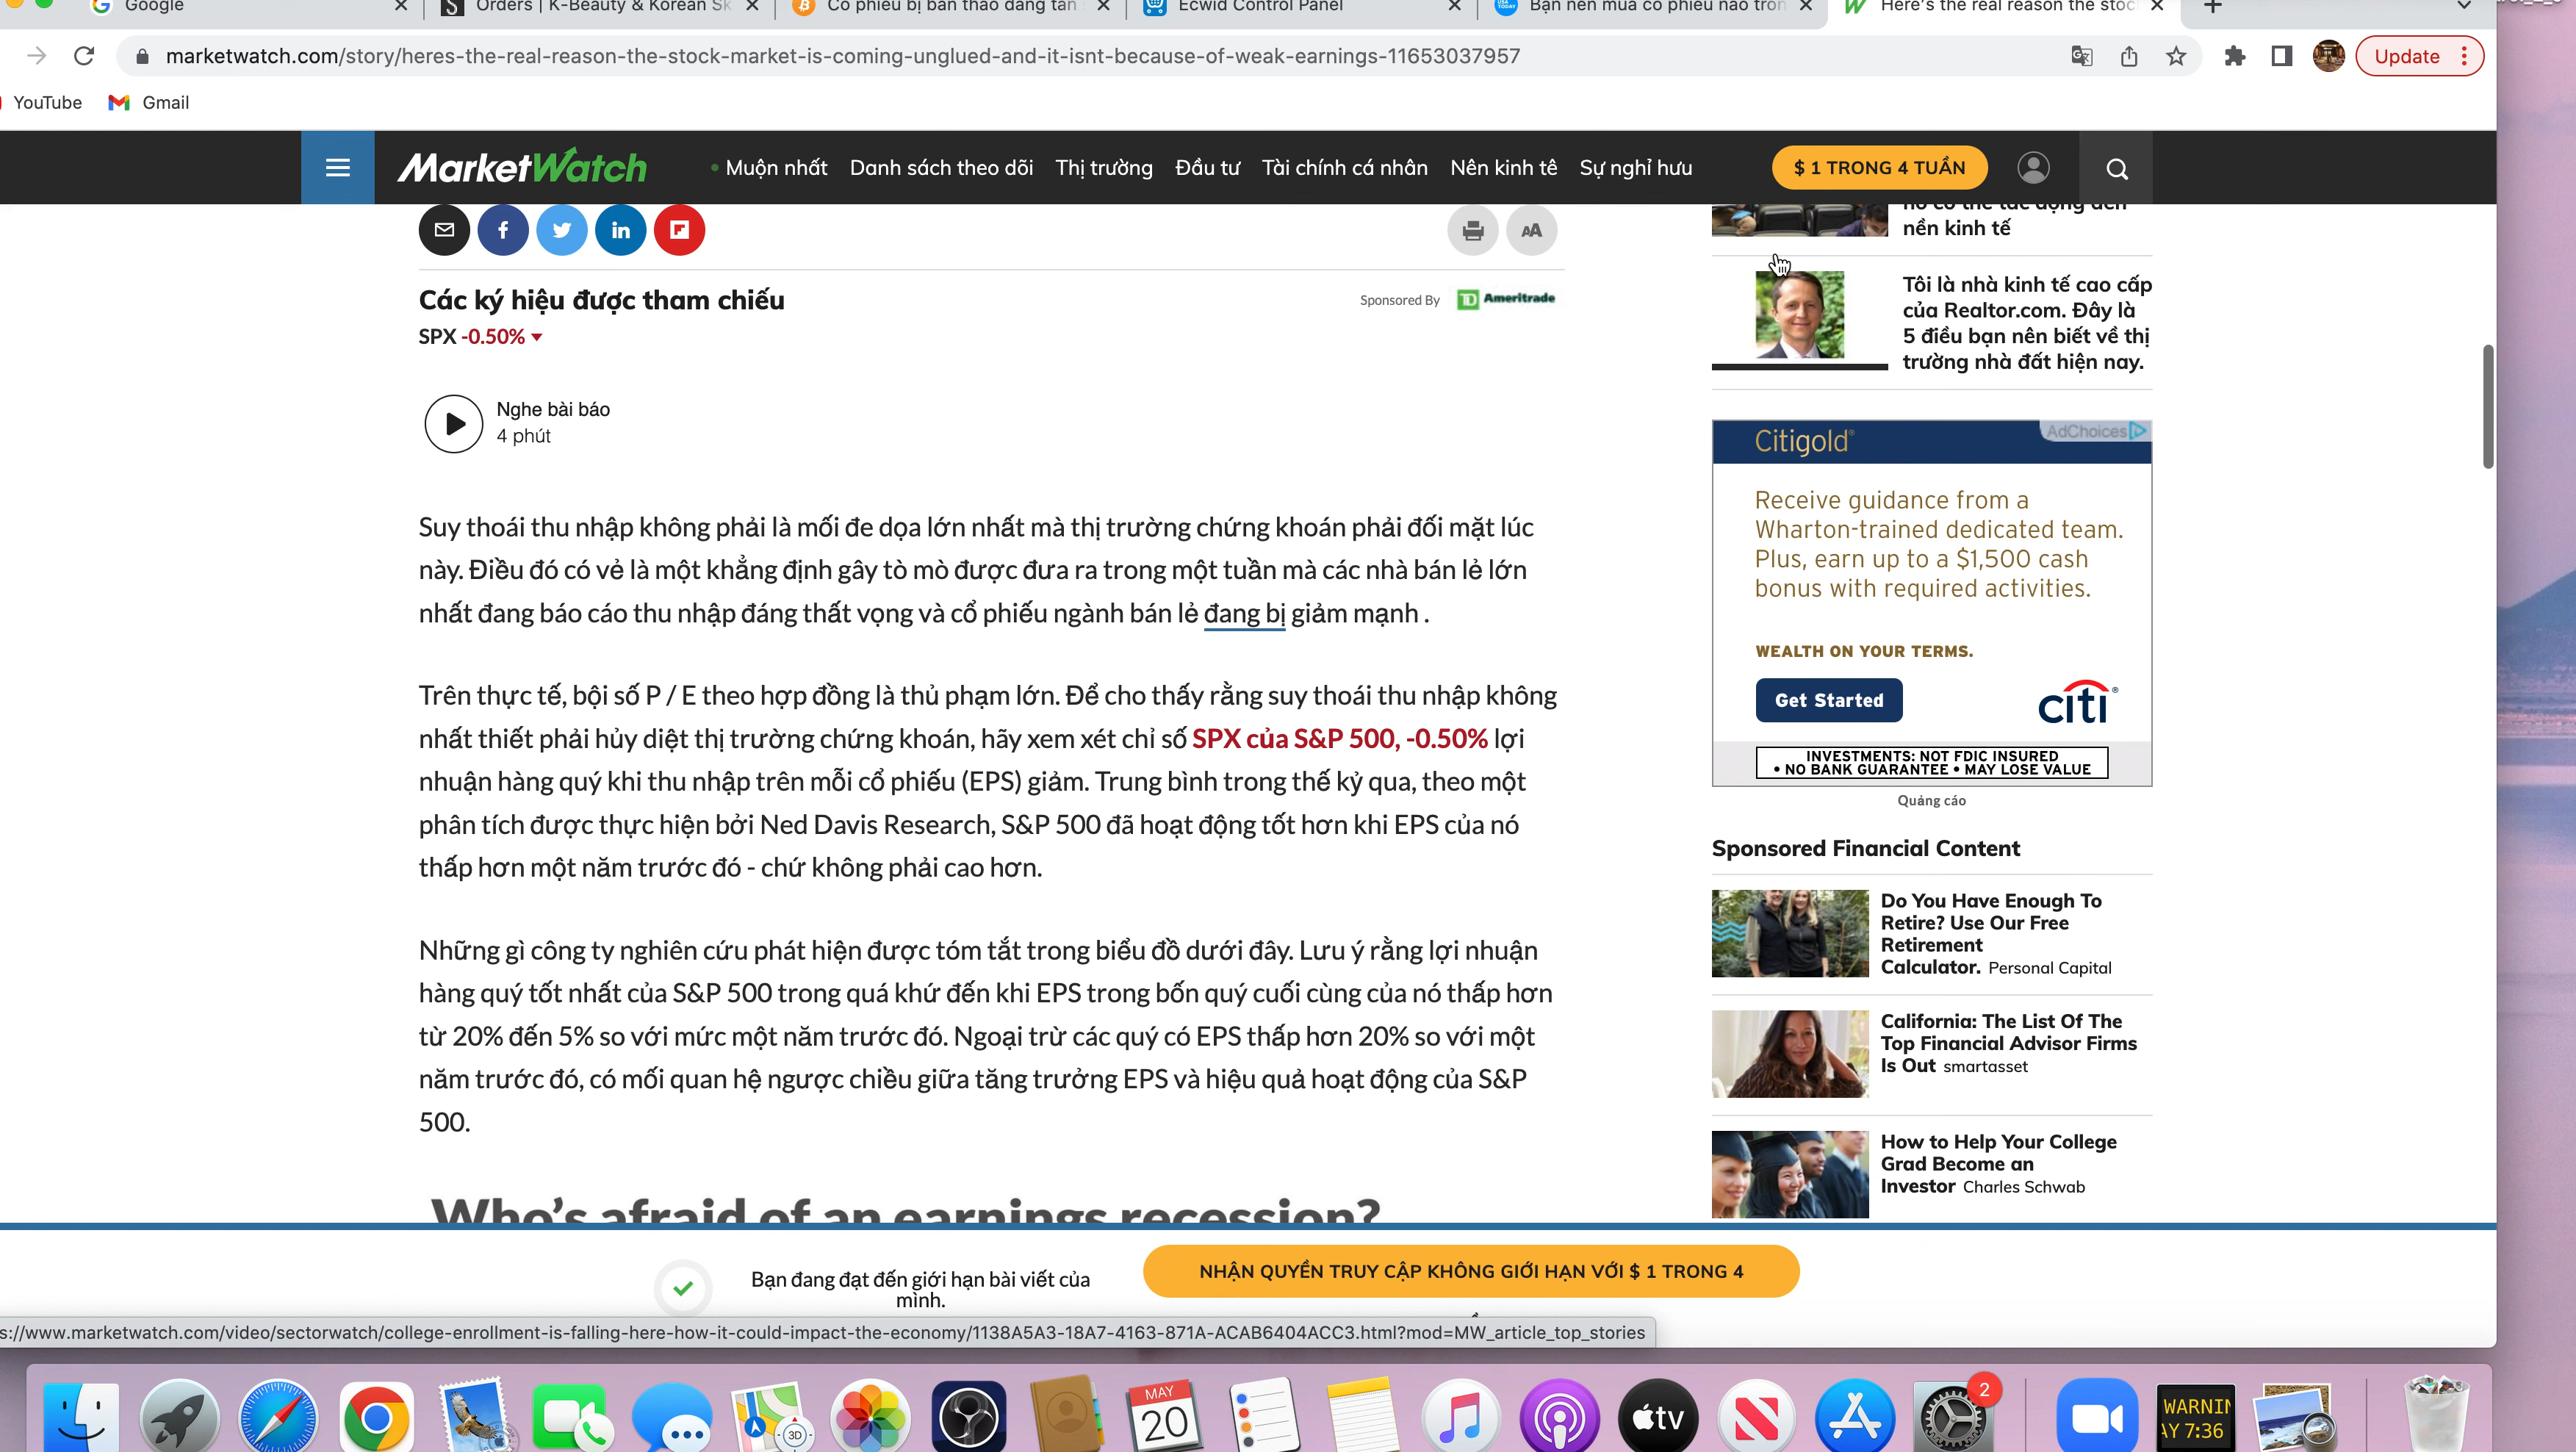 Google
Orders | K-Beauty & Korean Sk
Cổ phiếu bị bán tháo đang tăn
Ecwid Control Panel
Bạn nên mua cổ phiếu nào tron
Here's the real reason the stoc
marketwatch.com/story/heres-the-real-reason-the-stock-market-is-coming-unglued-and-it-isnt-because-of-weak-earnings-11653037957
Update
YouTube
Gmail
MarketWatch
Muộn nhất
Danh sách theo dõi
Thị trường
Đầu tư
Tài chính cá nhân
Nên kinh tê
Sự nghỉ hưu
$ 1 TRONG 4 TUẦN
Các ký hiệu được tham chiếu
SPX -0.50%
Sponsored By
TD Ameritrade
Nghe bài báo
4 phút
Suy thoái thu nhập không phải là mối đe dọa lớn nhất mà thị trường chứng khoán phải đối mặt lúc
này. Điều đó có vẻ là một khẳng định gây tò mò được đưa ra trong một tuần mà các nhà bán lẻ lớn
nhất đang báo cáo thu nhập đáng thất vọng và cổ phiếu ngành bán lẻ đang bị giảm mạnh .
Trên thực tế, bội số P / E theo hợp đồng là thủ phạm lớn. Để cho thấy rằng suy thoái thu nhập không
nhất thiết phải hủy diệt thị trường chứng khoán, hãy xem xét chỉ số SPX của S&P 500, -0.50% lợi
nhuận hàng quý khi thu nhập trên mỗi cổ phiếu (EPS) giảm. Trung bình trong thế kỷ qua, theo một
phân tích được thực hiện bởi Ned Davis Research, S&P 500 đã hoạt động tốt hơn khi EPS của nó
thấp hơn một năm trước đó - chứ không phải cao hơn.
Những gì công ty nghiên cứu phát hiện được tóm tắt trong biểu đồ dưới đây. Lưu ý rằng lợi nhuận
hàng quý tốt nhất của S&P 500 trong quá khứ đến khi EPS trong bốn quý cuối cùng của nó thấp hơn
từ 20% đến 5% so với mức một năm trước đó. Ngoại trừ các quý có EPS thấp hơn 20% so với một
năm trước đó, có mối quan hệ ngược chiều giữa tăng trưởng EPS và hiệu quả hoạt động của S&P
500.
Who's afraid of an earnings recession?
nó có thể tác động đến
nền kinh tế
Tôi là nhà kinh tế cao cấp
của Realtor.com. Đây là
5 điều bạn nên biết về thị
trường nhà đất hiện nay.
AdChoices
Citigold®
Receive guidance from a
Wharton-trained dedicated team.
Plus, earn up to a $1,500 cash
bonus with required activities.
WEALTH ON YOUR TERMS.
Get Started
citi®
INVESTMENTS: NOT FDIC INSURED
• NO BANK GUARANTEE • MAY LOSE VALUE
Quảng cáo
Sponsored Financial Content
Do You Have Enough To
Retire? Use Our Free
Retirement
Calculator. Personal Capital
California: The List Of The
Top Financial Advisor Firms
Is Out smartasset
How to Help Your College
Grad Become an
Investor Charles Schwab
Bạn đang đạt đến giới hạn bài viết của
mình.
NHẬN QUYỀN TRUY CẬP KHÔNG GIỚI HẠN VỚI $ 1 TRONG 4
s://www.marketwatch.com/video/sectorwatch/college-enrollment-is-falling-here-how-it-could-impact-the-economy/1138A5A3-18A7-4163-871A-ACAB6404ACC3.html?mod=MW_article_top_stories
3D
MAY
20
tv
2
WARNIN
AY 7:36